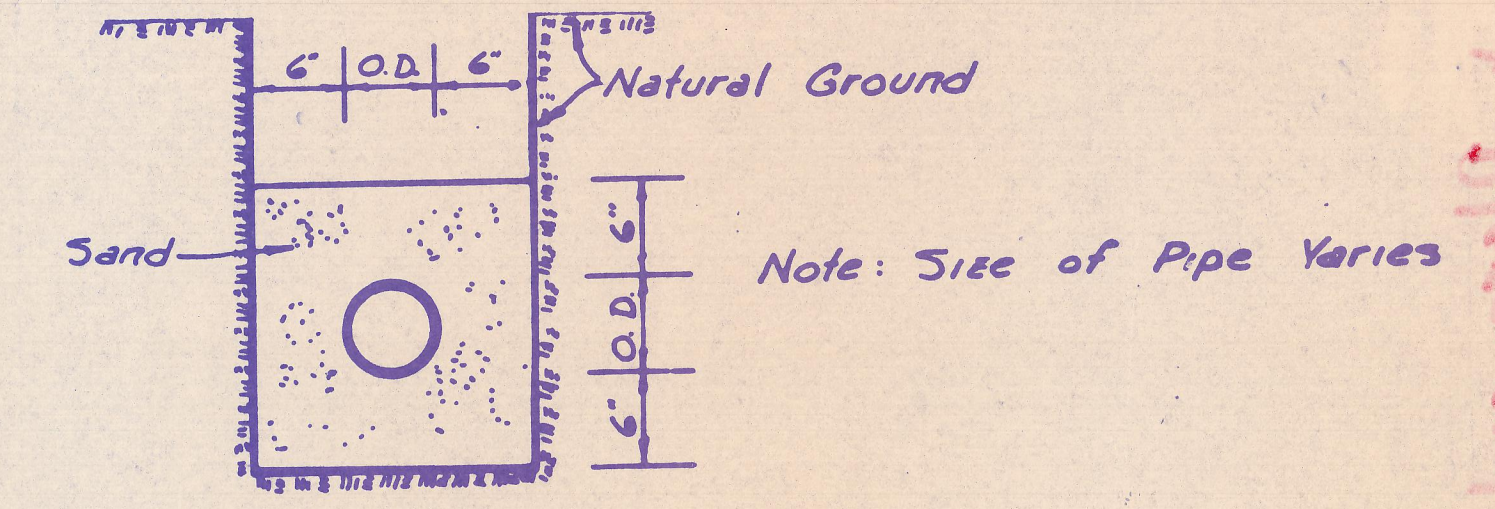 6" O.D. 6"
Natural Ground
Sand
6"
O.D.
6"
Note: Size of Pipe Varies